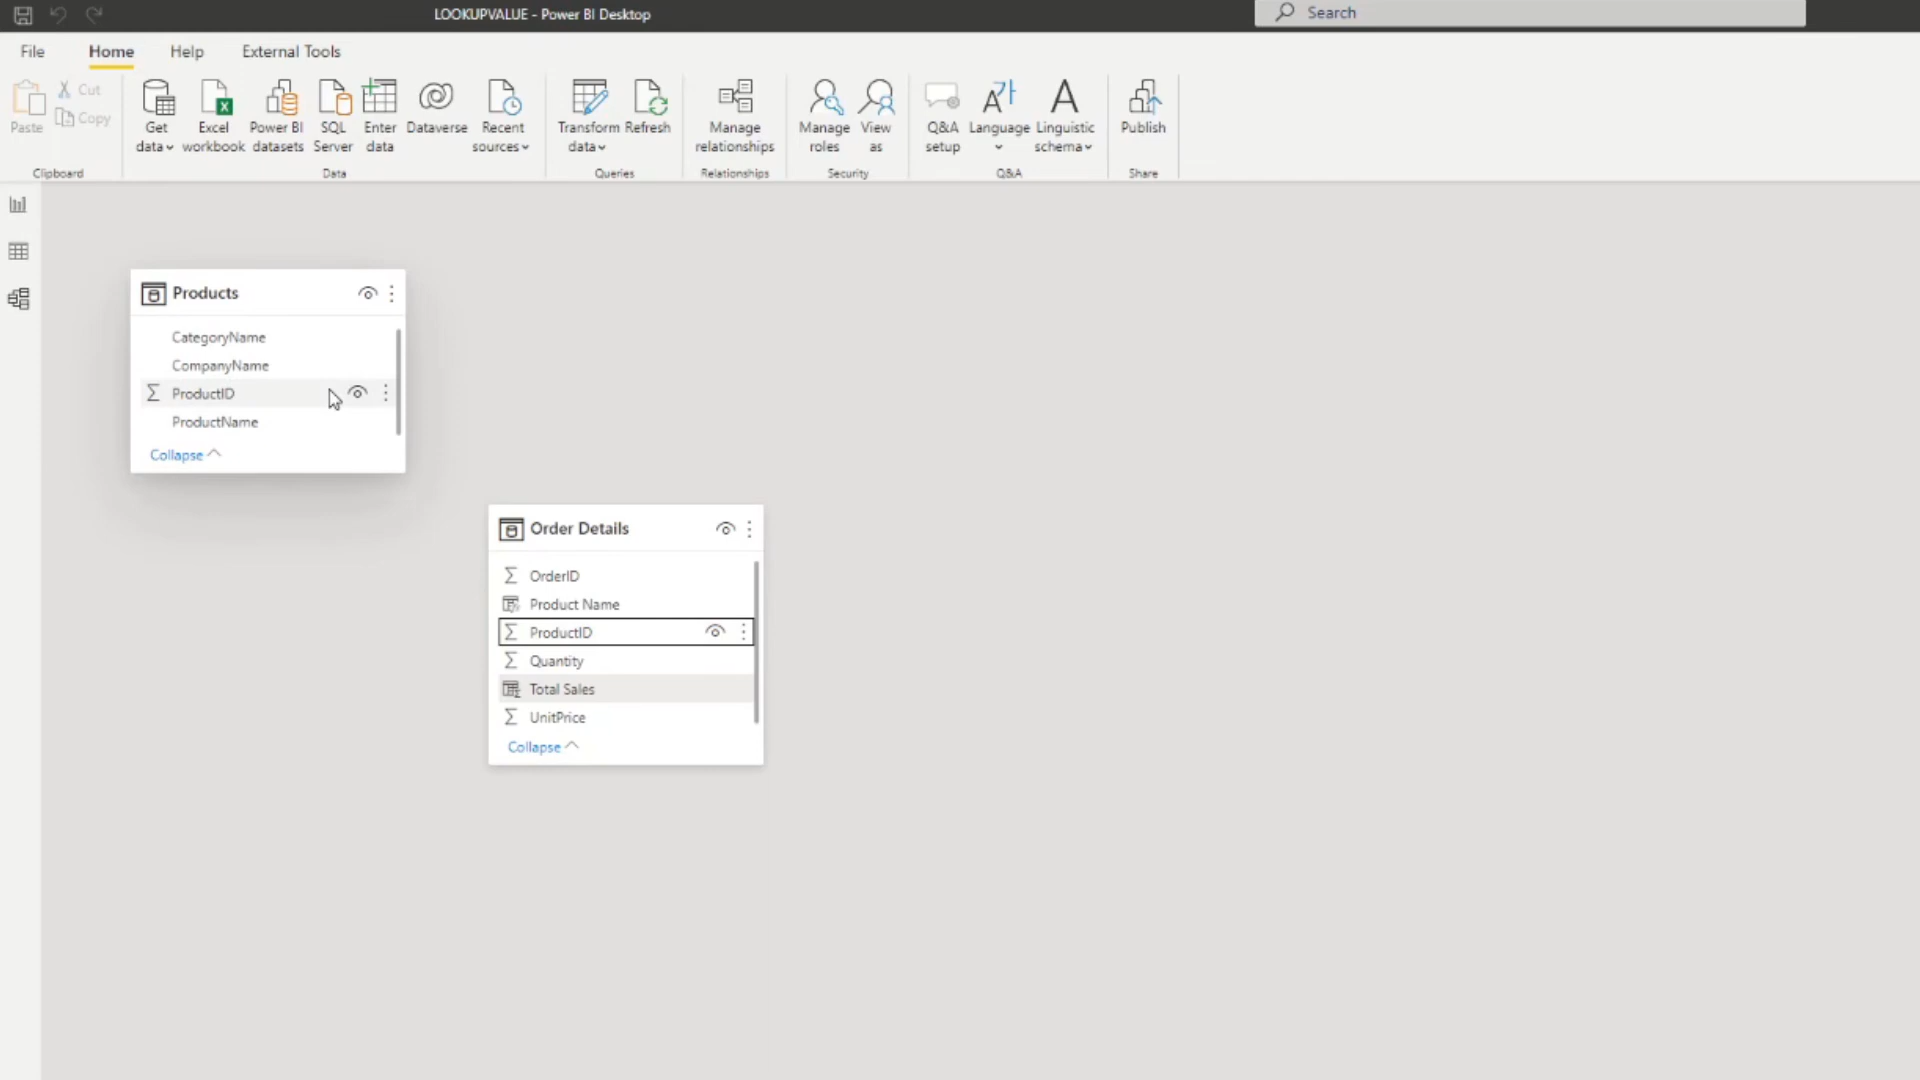 LOOKUPVALUE - Power BI Desktop
Search
File Home Help External Tools
Paste
Cut
Copy
Get data
Excel workbook
Power BI datasets
SQL Server
Enter data
Dataverse
Recent sources
Transform data
Refresh
Manage relationships
Manage roles
View as
Q&A setup
Language
Linguistic schema
Publish
Clipboard
Data
Queries
Relationships
Security
Q&A
Share
Products
CategoryName
CompanyName
ProductID
ProductName
Collapse
Order Details
OrderID
Product Name
ProductID
Quantity
Total Sales
UnitPrice
Collapse